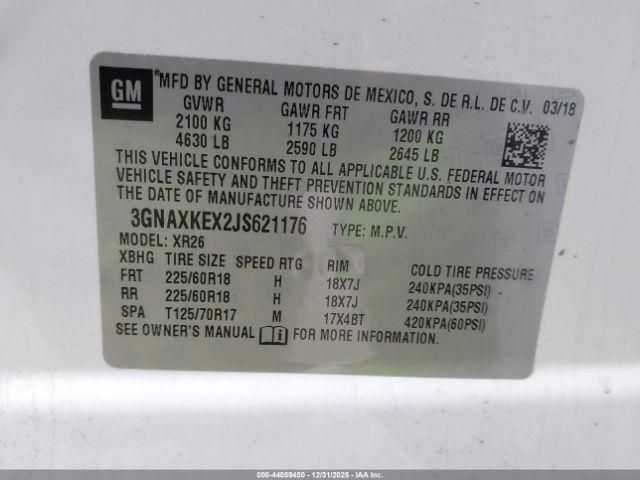 GM
MFD BY GENERAL MOTORS DE MEXICO, S. DE R.L. DE C.V. 03/18
GVWR GAWR FRT GAWR RR
2100 KG 1175 KG 1200 KG
4630 LB 2590 LB 2645 LB
THIS VEHICLE CONFORMS TO ALL APPLICABLE U.S. FEDERAL MOTOR
VEHICLE SAFETY AND THEFT PREVENTION STANDARDS IN EFFECT ON
THE DATE OF MANUFACTURE SHOWN ABOVE.
3GNAXKEX2JS621176 TYPE: M.P.V.
MODEL: XR26
XBHG TIRE SIZE SPEED RTG RIM COLD TIRE PRESSURE
FRT 225/60R18 H 18X7J 240KPA(35PSI)
RR 225/60R18 H 18X7J 240KPA(35PSI)
SPA T125/70R17 M 17X4BT 420KPA(60PSI)
SEE OWNER'S MANUAL FOR MORE INFORMATION.
000-44059450 - 12/31/2025 - IAAI.com